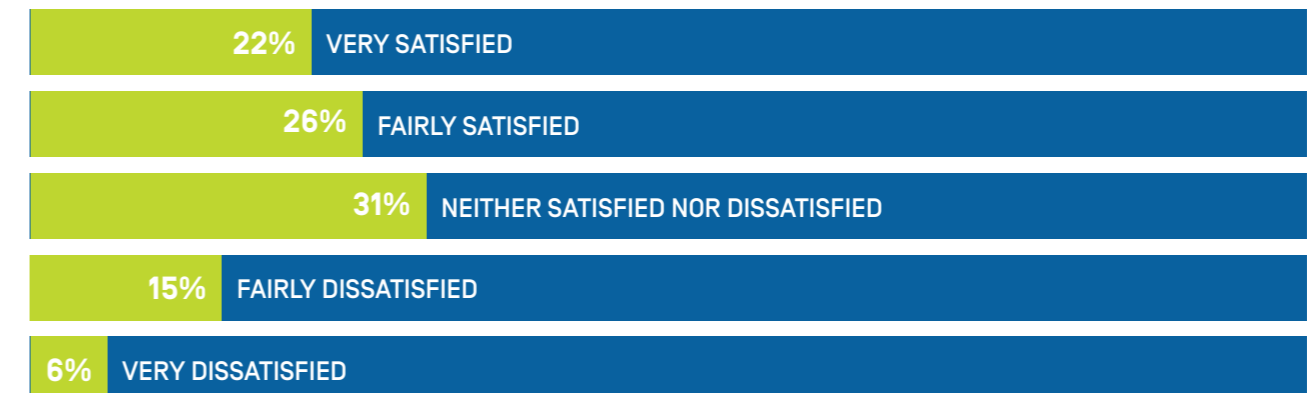 22% VERY SATISFIED
26% FAIRLY SATISFIED
31% NEITHER SATISFIED NOR DISSATISFIED
15% FAIRLY DISSATISFIED
6% VERY DISSATISFIED